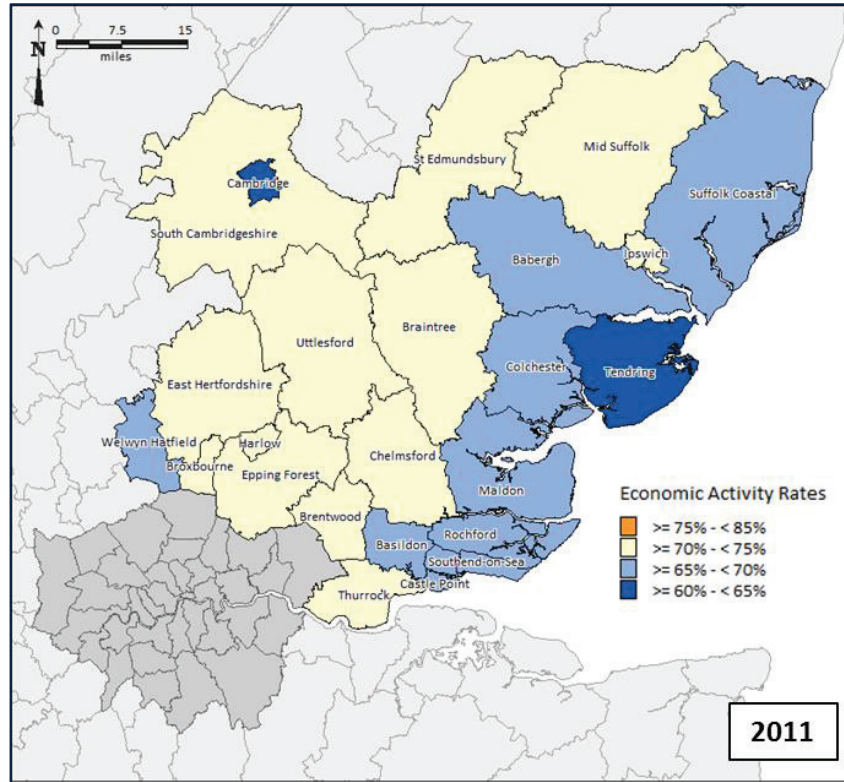 0 7.5 15
miles
N
St Edmundsbury
Mid Suffolk
Cambridge
Suffolk Coastal
South Cambridgeshire
Ipswich
Babergh
Braintree
Uttlesford
Colchester
Tendring
East Hertfordshire
Welwyn Hatfield
Harlow
Broxbourne
Epping Forest
Chelmsford
Maldon
Brentwood
Rochford
Basildon
Southend-on-Sea
Castle Point
Thurrock
Economic Activity Rates
>= 75% - < 85%
>= 70% - < 75%
>= 65% - < 70%
>= 60% - < 65%
2011